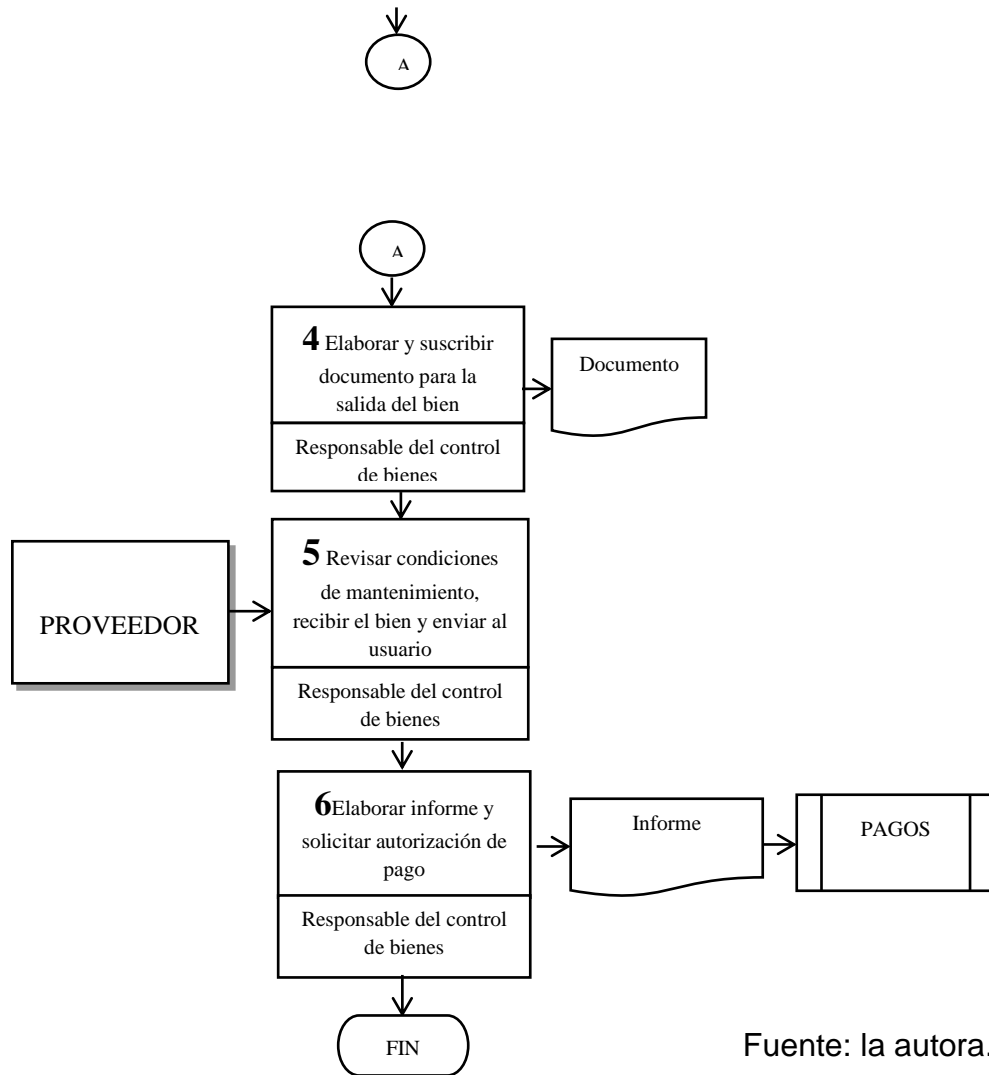 A
A
4 Elaborar y suscribir
documento para la
salida del bien
Documento
Responsable del control
de bienes
5 Revisar condiciones
de mantenimiento,
recibir el bien y enviar al
usuario
PROVEEDOR
Responsable del control
de bienes
6Elaborar informe y
solicitar autorización de
pago
Informe
PAGOS
Responsable del control
de bienes
FIN
Fuente: la autora.